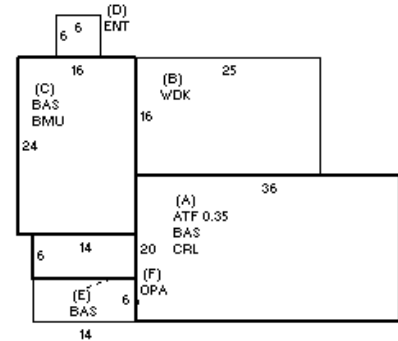 (D)
ENT
6
6
16
25
(C)
BAS
BMU
(B)
WDK
16
24
36
(A)
ATF 0.35
BAS
CRL
14
6
20
(F)
OPA
(E)
BAS
6
14